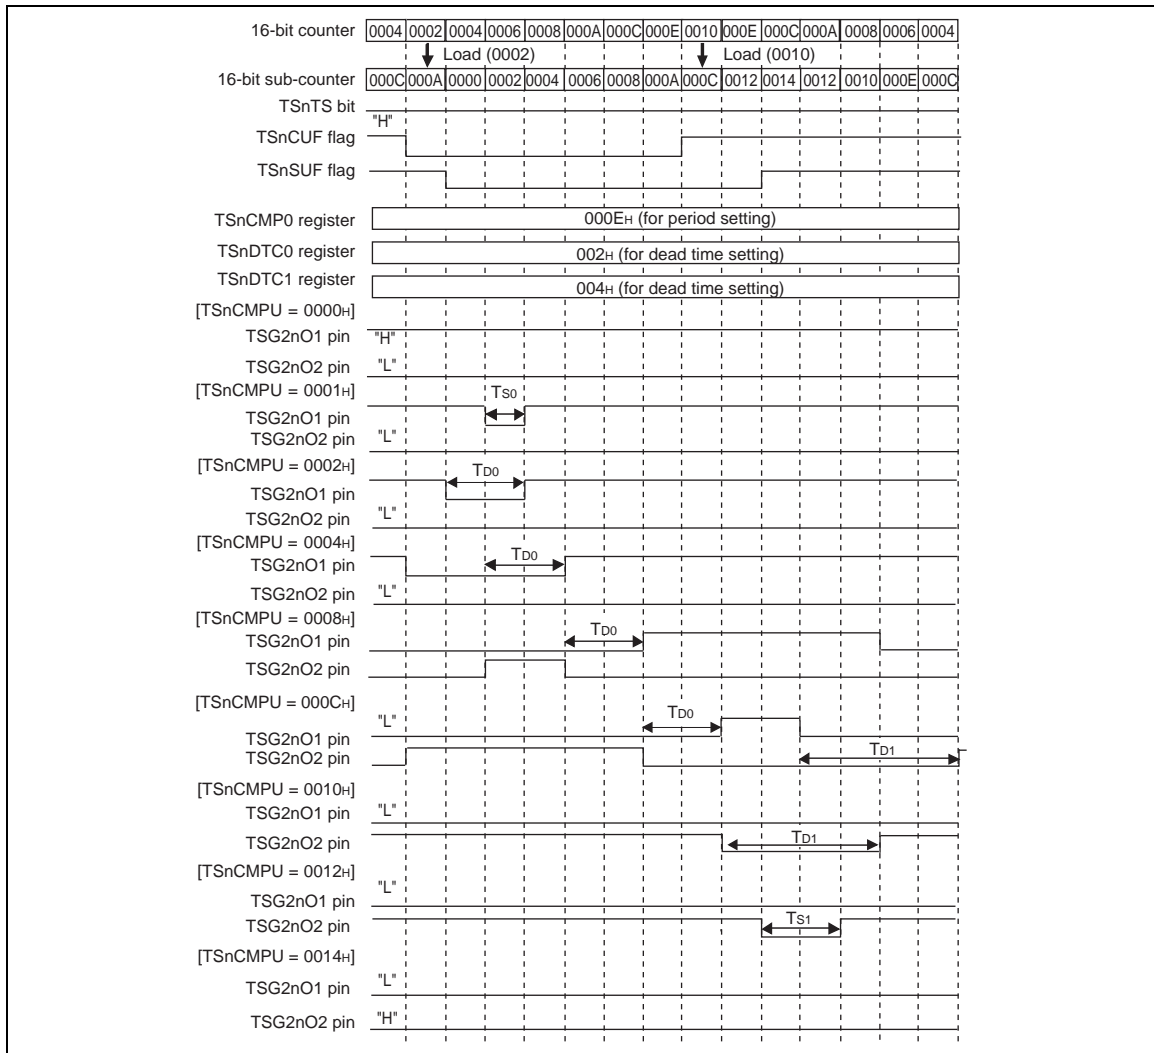 16-bit counter 0004 0002 0004 0006 0008 000A 000C 000E 0010 000E 000C 000A 0008 0006 0004
Load (0002) Load (0010)
16-bit sub-counter 000C 000A 0000 0002 0004 0006 0008 000A 000C 0012 0014 0012 0010 000E 000C
TSnTS bit
"H"
TSnCUF flag
TSnSUF flag
TSnCMP0 register 000EH (for period setting)
TSnDTC0 register 002H (for dead time setting)
TSnDTC1 register 004H (for dead time setting)
[TSnCMPU = 0000H]
TSG2nO1 pin "H"
TSG2nO2 pin "L"
[TSnCMPU = 0001H] TS0
TSG2nO1 pin
TSG2nO2 pin "L"
[TSnCMPU = 0002H] TD0
TSG2nO1 pin
TSG2nO2 pin "L"
[TSnCMPU = 0004H]
TSG2nO1 pin TD0
TSG2nO2 pin "L"
[TSnCMPU = 0008H]
TSG2nO1 pin TD0
TSG2nO2 pin
[TSnCMPU = 000CH]
TSG2nO1 pin "L" TD0
TSG2nO2 pin TD1
[TSnCMPU = 0010H]
TSG2nO1 pin "L"
TSG2nO2 pin TD1
[TSnCMPU = 0012H]
TSG2nO1 pin "L"
TSG2nO2 pin TS1
[TSnCMPU = 0014H]
TSG2nO1 pin "L"
TSG2nO2 pin "H"